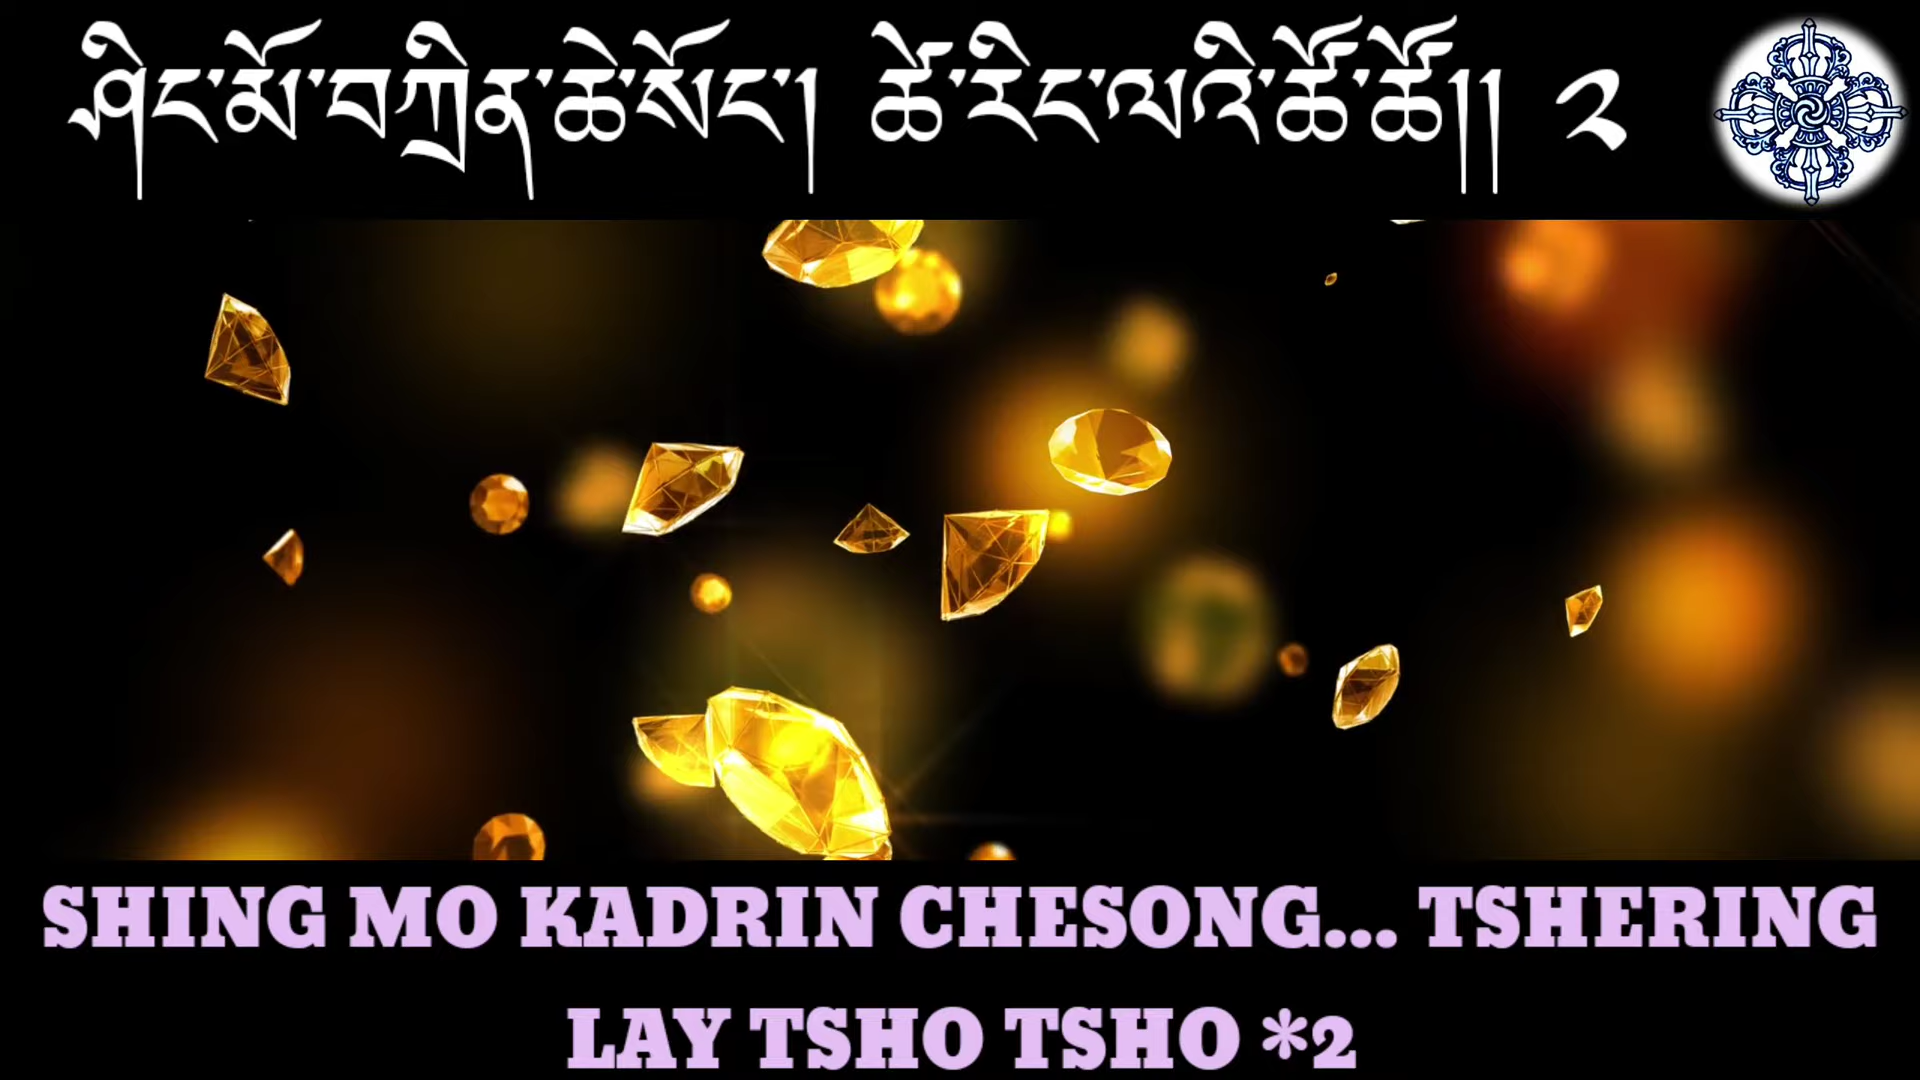 ཤིང་མོ་བཀྲིན་ཆེ་སོང་། ཚེ་རིང་ལའི་ཚོ་ཚོ།། ༢
SHING MO KADRIN CHESONG... TSHERING
LAY TSHO TSHO *2